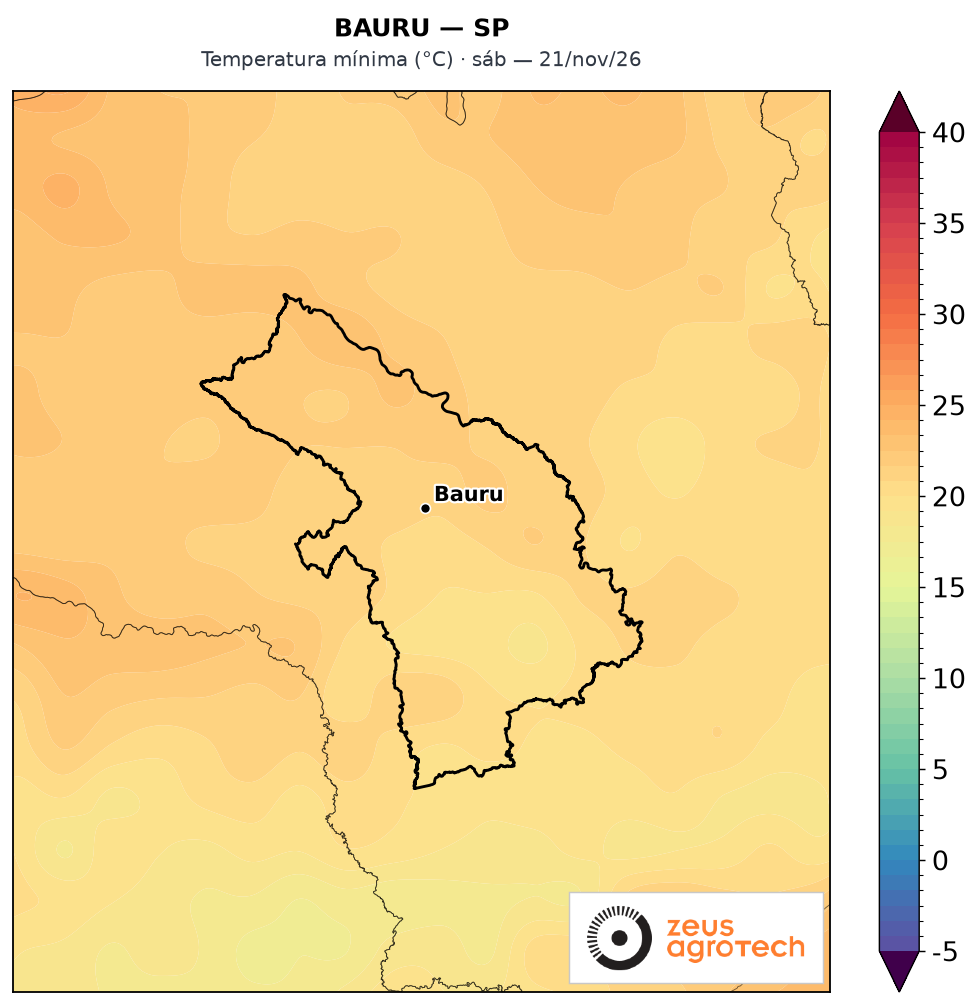 BAURU — SP
Temperatura mínima (°C) · sáb — 21/nov/26
40
35
30
25
20
15
10
5
0
-5
Bauru
zeus
agrotech